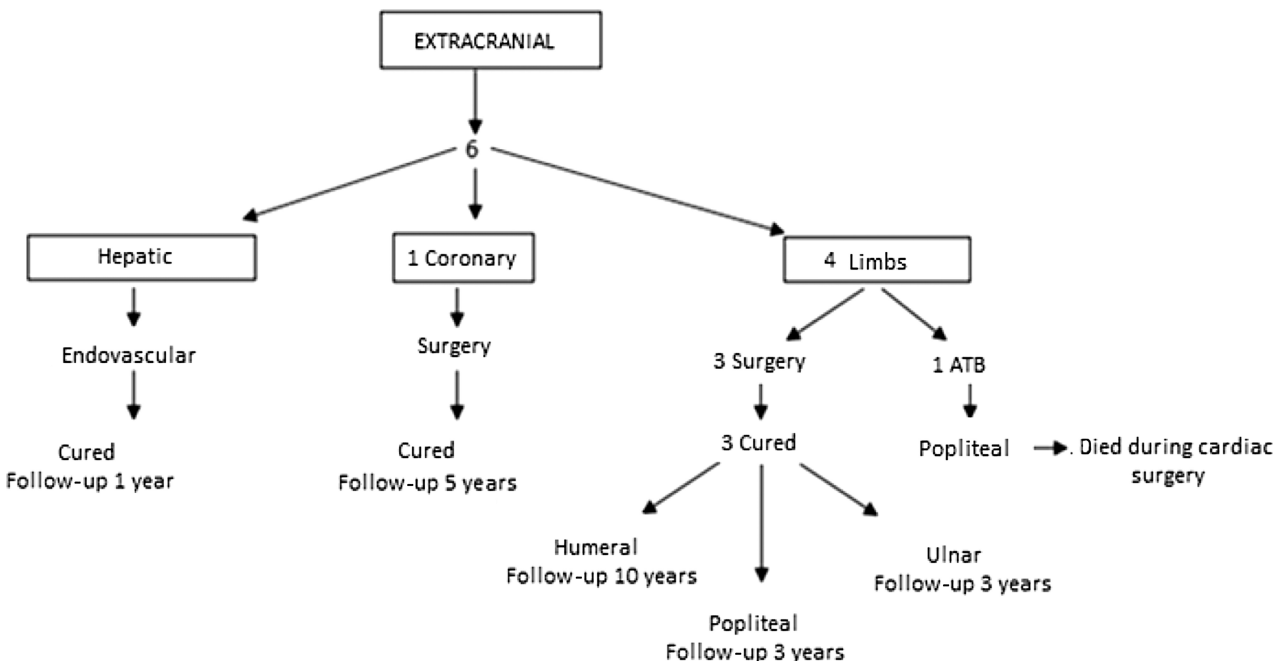 EXTRACRANIAL
6
Hepatic
1 Coronary
4 Limbs
Endovascular
Surgery
3 Surgery
1 ATB
Cured
Follow-up 1 year
Cured
Follow-up 5 years
3 Cured
Popliteal
. Died during cardiac
surgery
Humeral
Follow-up 10 years
Popliteal
Follow-up 3 years
Ulnar
Follow-up 3 years